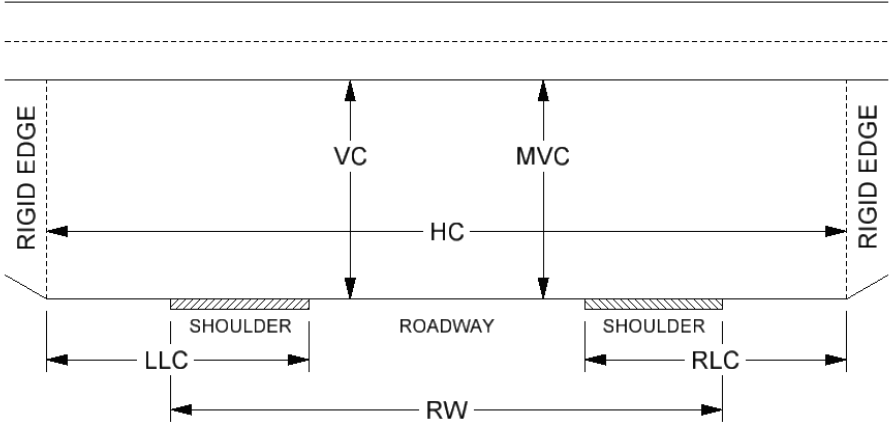 RIGID EDGE
VC
MVC
RIGID EDGE
HC
SHOULDER
ROADWAY
SHOULDER
LLC
RLC
RW